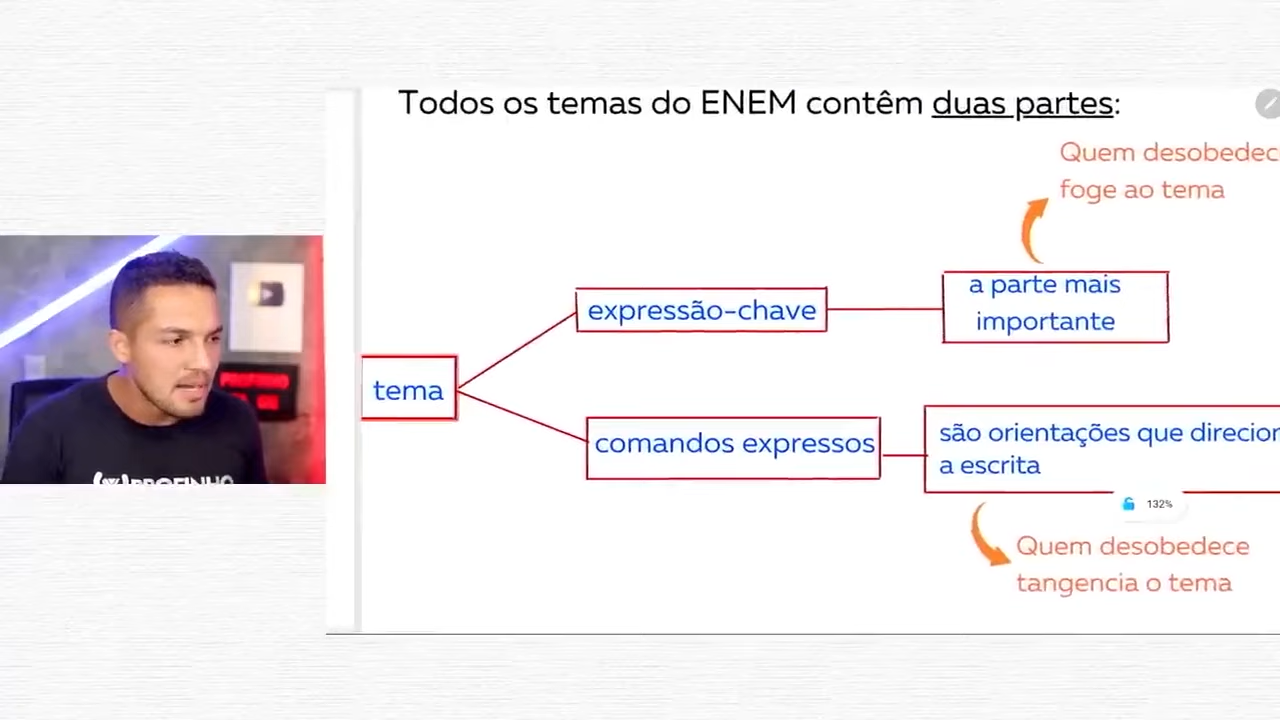 Todos os temas do ENEM contêm duas partes:
Quem desobedec
foge ao tema
a parte mais
importante
expressão-chave
tema
comandos expressos
são orientações que direcion
a escrita
132%
Quem desobedece
tangencia o tema